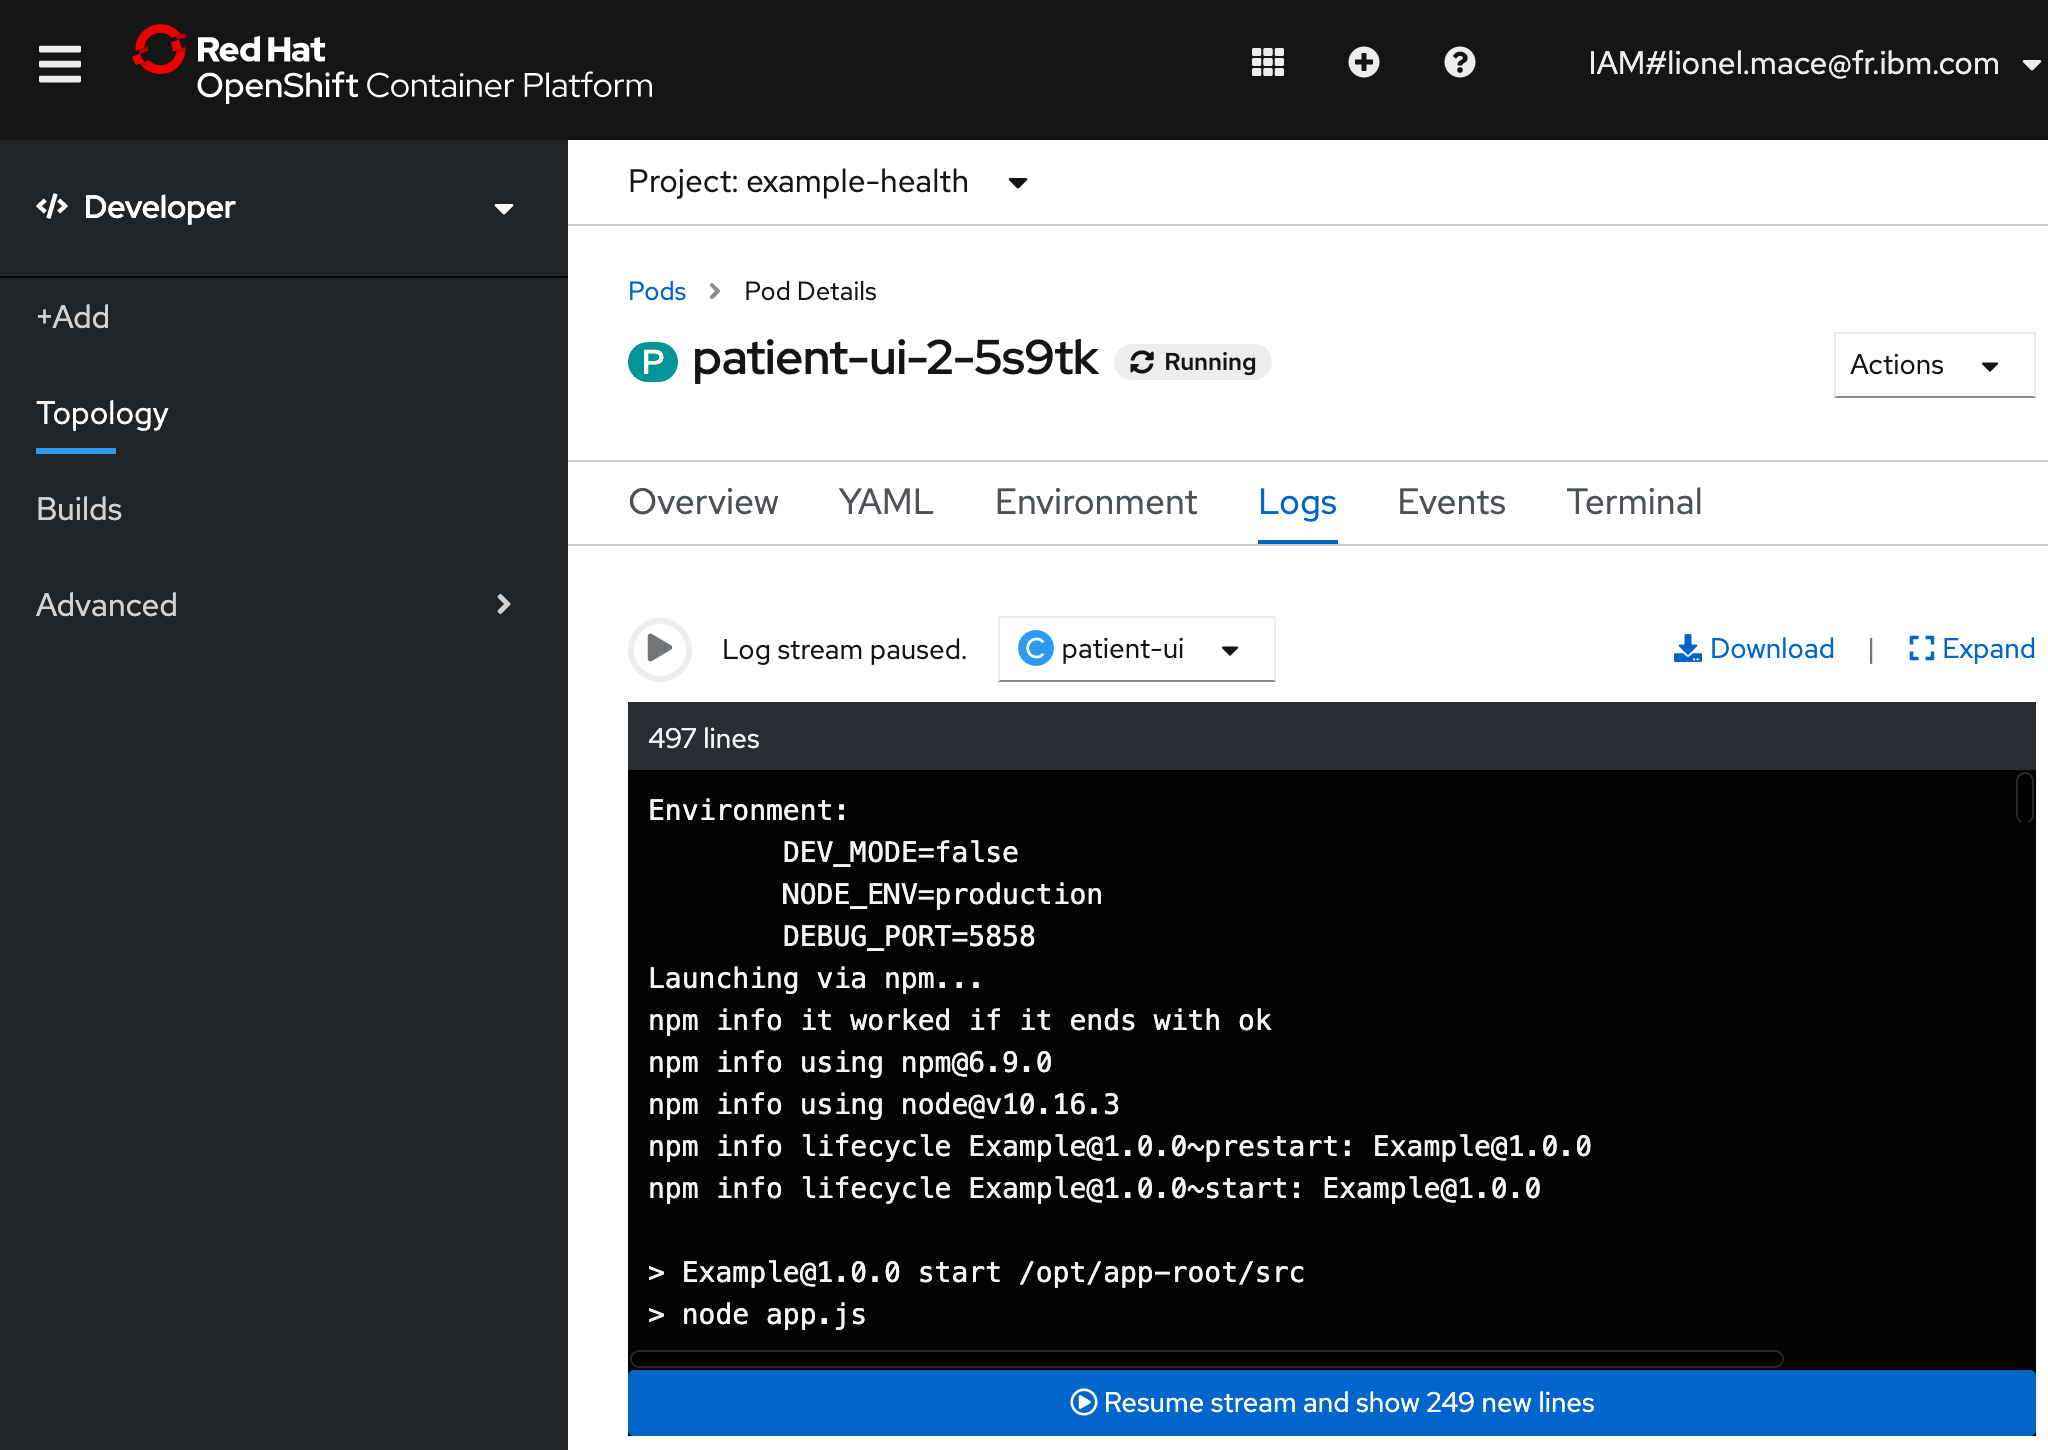 Red Hat
OpenShift Container Platform
IAM#lionel.mace@fr.ibm.com
Developer
+Add
Topology
Builds
Advanced
Project: example-health
Pods > Pod Details
P patient-ui-2-5s9tk Running
Actions
Overview YAML Environment Logs Events Terminal
Log stream paused. C patient-ui Download | Expand
497 lines
Environment:
DEV_MODE=false
NODE_ENV=production
DEBUG_PORT=5858
Launching via npm...
npm info it worked if it ends with ok
npm info using npm@6.9.0
npm info using node@v10.16.3
npm info lifecycle Example@1.0.0~prestart: Example@1.0.0
npm info lifecycle Example@1.0.0~start: Example@1.0.0
> Example@1.0.0 start /opt/app-root/src
> node app.js
Resume stream and show 249 new lines